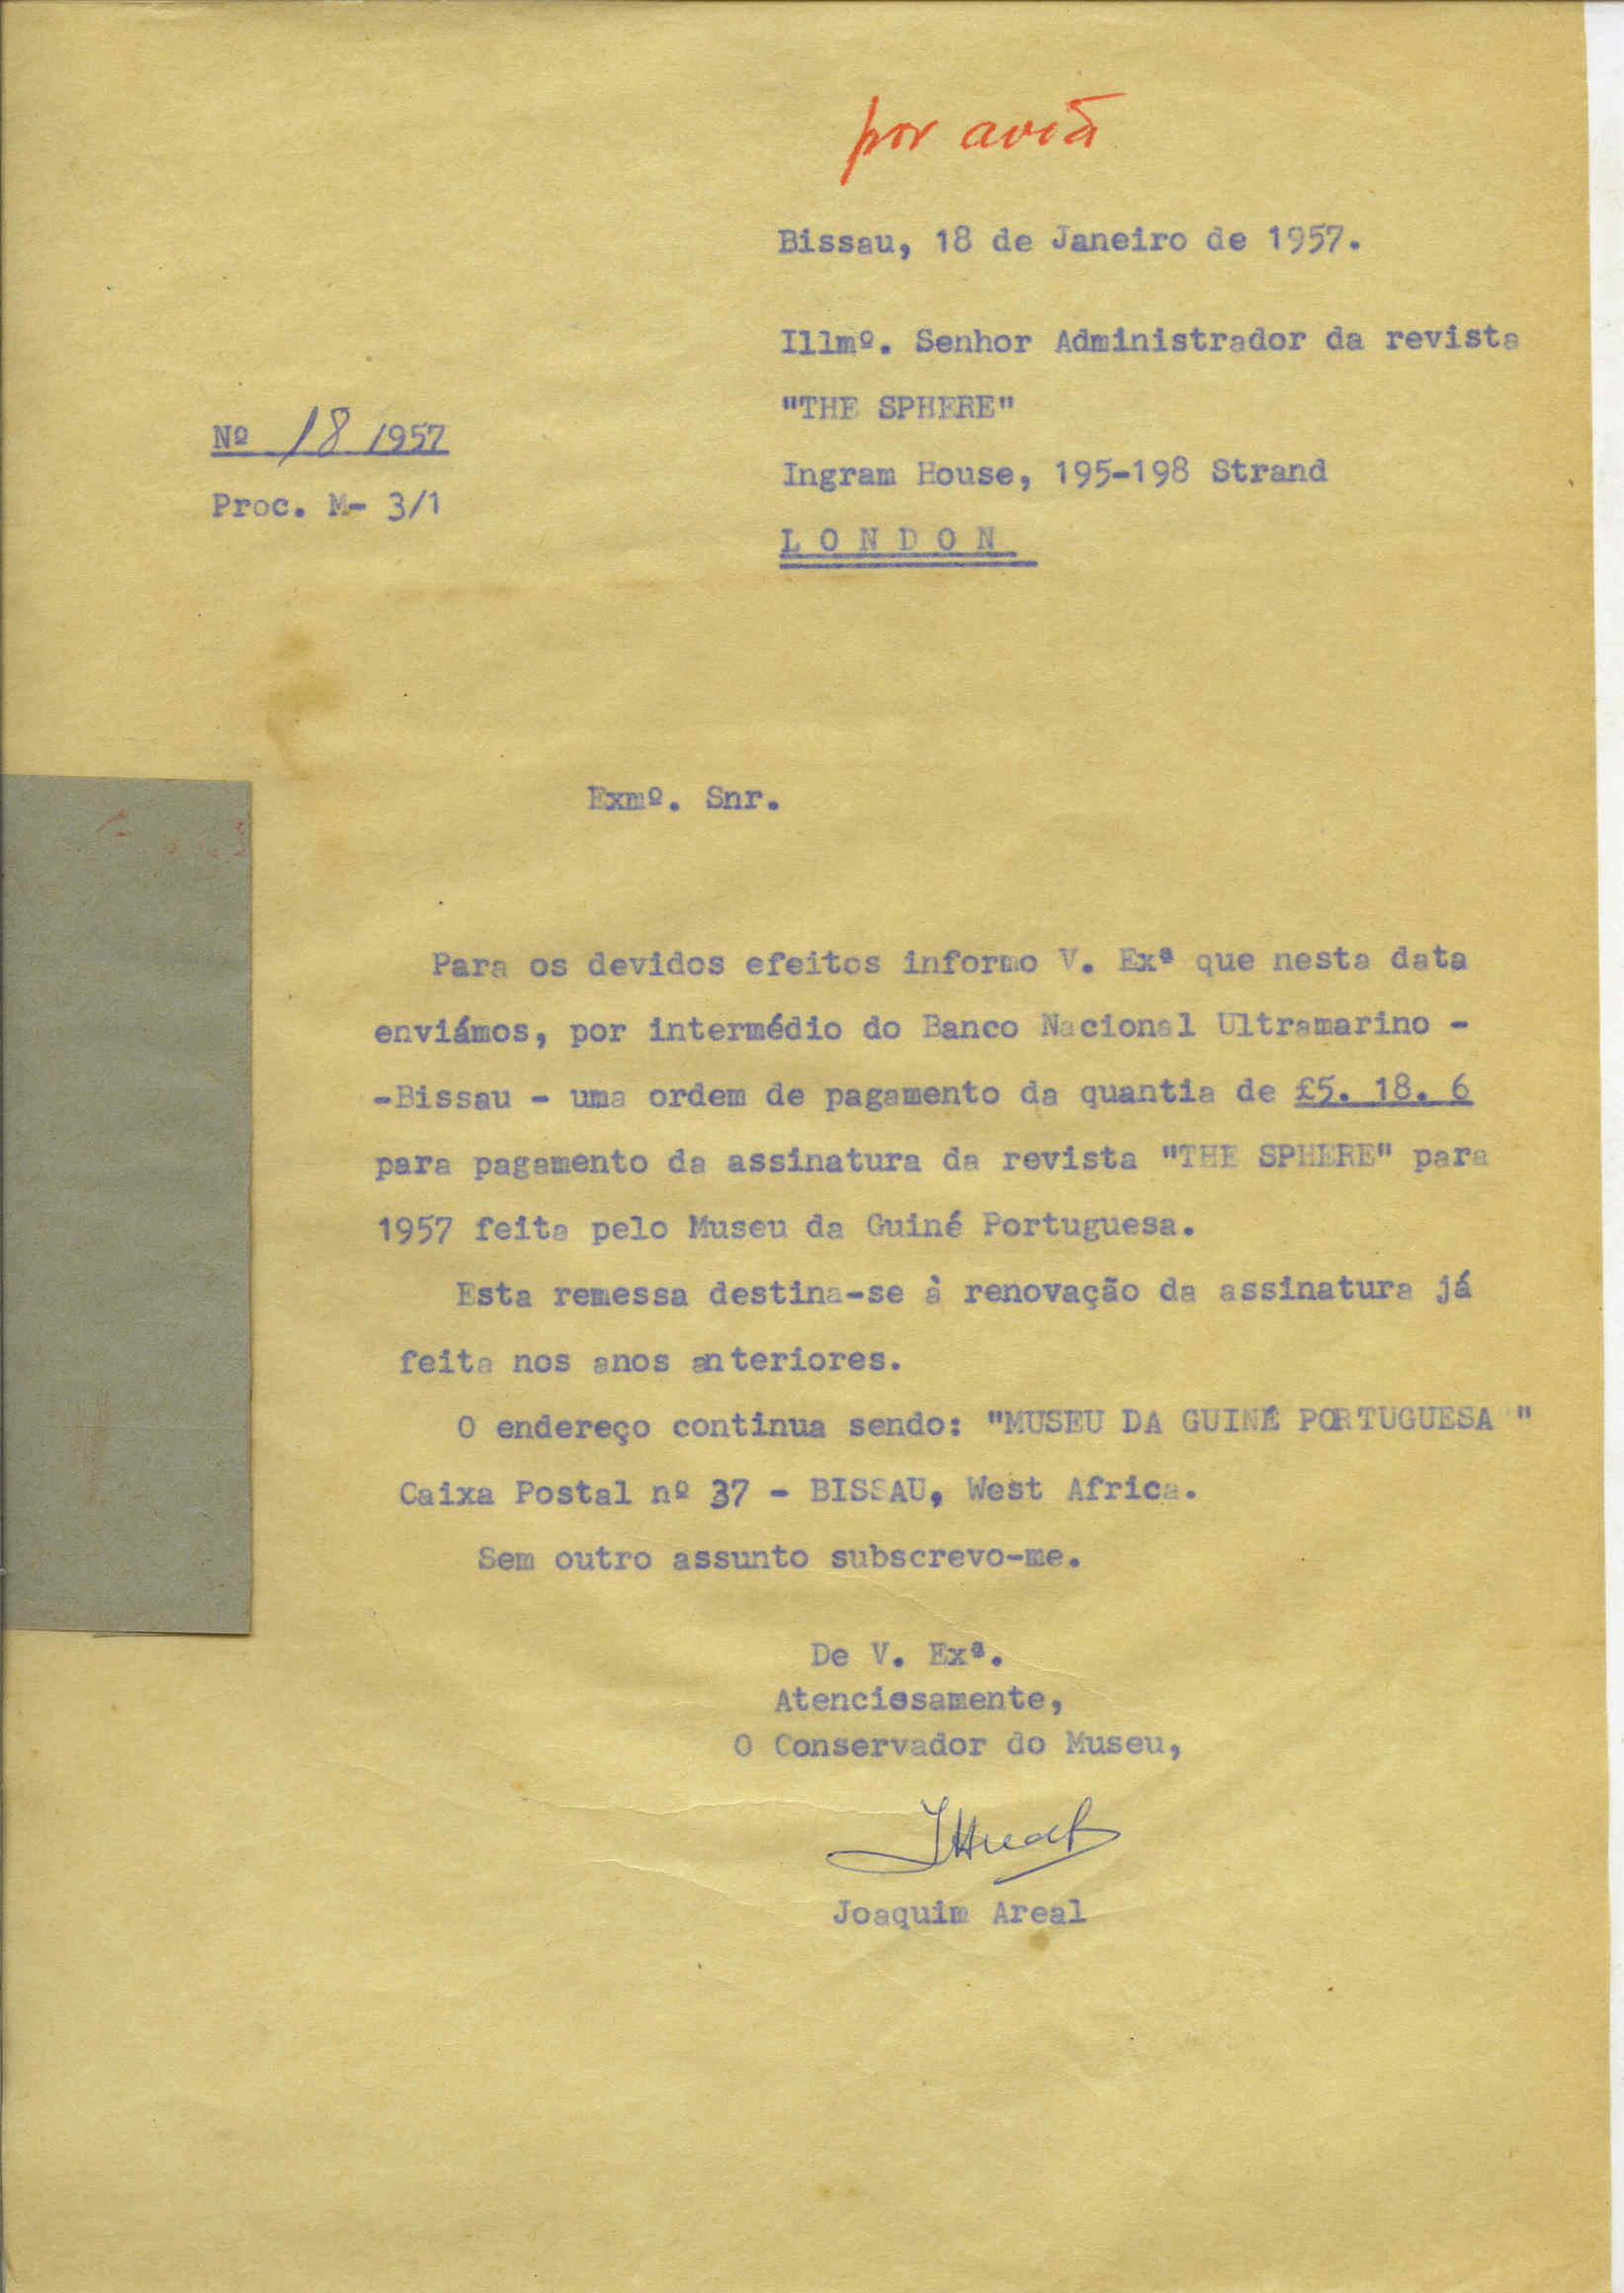 por avião
Bissau, 18 de Janeiro de 1957.
Illmº. Senhor Administrador da revista
"THE SPHERE"
Nº 18 /957
Ingram House, 195-198 Strand
Proc. M- 3/1
LONDON
Exmº. Snr.
Para os devidos efeitos informo V. Exª que nesta data
enviámos, por intermédio do Banco Nacional Ultramarino -
-Bissau - uma ordem de pagamento da quantia de £5. 18. 6
para pagamento da assinatura da revista "THE SPHERE" para
1957 feita pelo Museu da Guiné Portuguesa.
Esta remessa destina-se à renovação da assinatura já
feita nos anos anteriores.
O endereço continua sendo: "MUSEU DA GUINÉ PORTUGUESA "
Caixa Postal nº 37 - BISSAU, West Africa.
Sem outro assunto subscrevo-me.
De V. Exª.
Atenciosamente,
O Conservador do Museu,
JAreal
Joaquim Areal